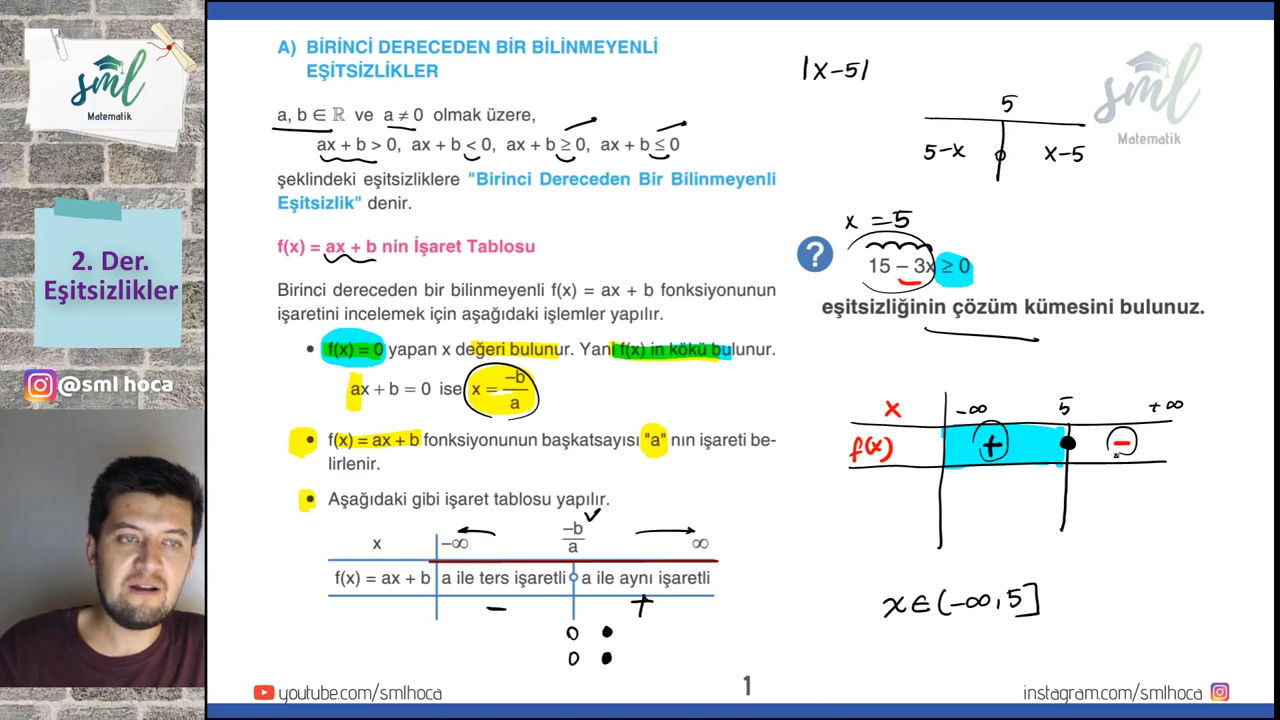 sml
Matematik
2. Der.
Eşitsizlikler
@sml hoca
A) BİRİNCİ DERECEDEN BİR BİLİNMEYENLİ
EŞİTSİZLİKLER
a, b ∈ ℝ ve a ≠ 0 olmak üzere,
ax + b > 0, ax + b < 0, ax + b ≥ 0, ax + b ≤ 0
şeklindeki eşitsizliklere "Birinci Dereceden Bir Bilinmeyenli
Eşitsizlik" denir.
f(x) = ax + b nin İşaret Tablosu
Birinci dereceden bir bilinmeyenli f(x) = ax + b fonksiyonunun
işaretini incelemek için aşağıdaki işlemler yapılır.
• f(x) = 0 yapan x değeri bulunur. Yani f(x) in kökü bulunur.
ax + b = 0 ise x = –b/a
• f(x) = ax + b fonksiyonunun başkatsayısı "a" nın işareti be-
lirlenir.
• Aşağıdaki gibi işaret tablosu yapılır.
x –∞ –b/a ∞
f(x) = ax + b a ile ters işaretli a ile aynı işaretli
– +
|x–5|
5
5–x x–5
sml
Matematik
x = 5
?
15 – 3x ≥ 0
eşitsizliğinin çözüm kümesini bulunuz.
x –∞ 5 +∞
f(x) + –
x∈(–∞,5]
youtube.com/smlhoca
1
instagram.com/smlhoca